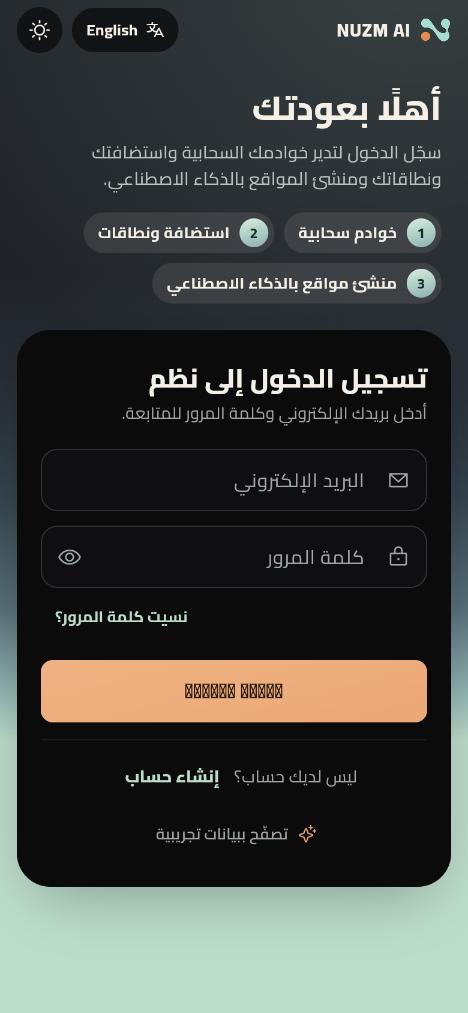 NUZM AI
English
أهلًا بعودتك
سجّل الدخول لتدير خوادمك السحابية واستضافتك
ونطاقاتك ومنشئ المواقع بالذكاء الاصطناعي.
1 خوادم سحابية
2 استضافة ونطاقات
3 منشئ مواقع بالذكاء الاصطناعي
تسجيل الدخول إلى نظم
أدخل بريدك الإلكتروني وكلمة المرور للمتابعة.
البريد الإلكتروني
كلمة المرور
نسيت كلمة المرور؟
ليس لديك حساب؟ إنشاء حساب
تصفّح ببيانات تجريبية